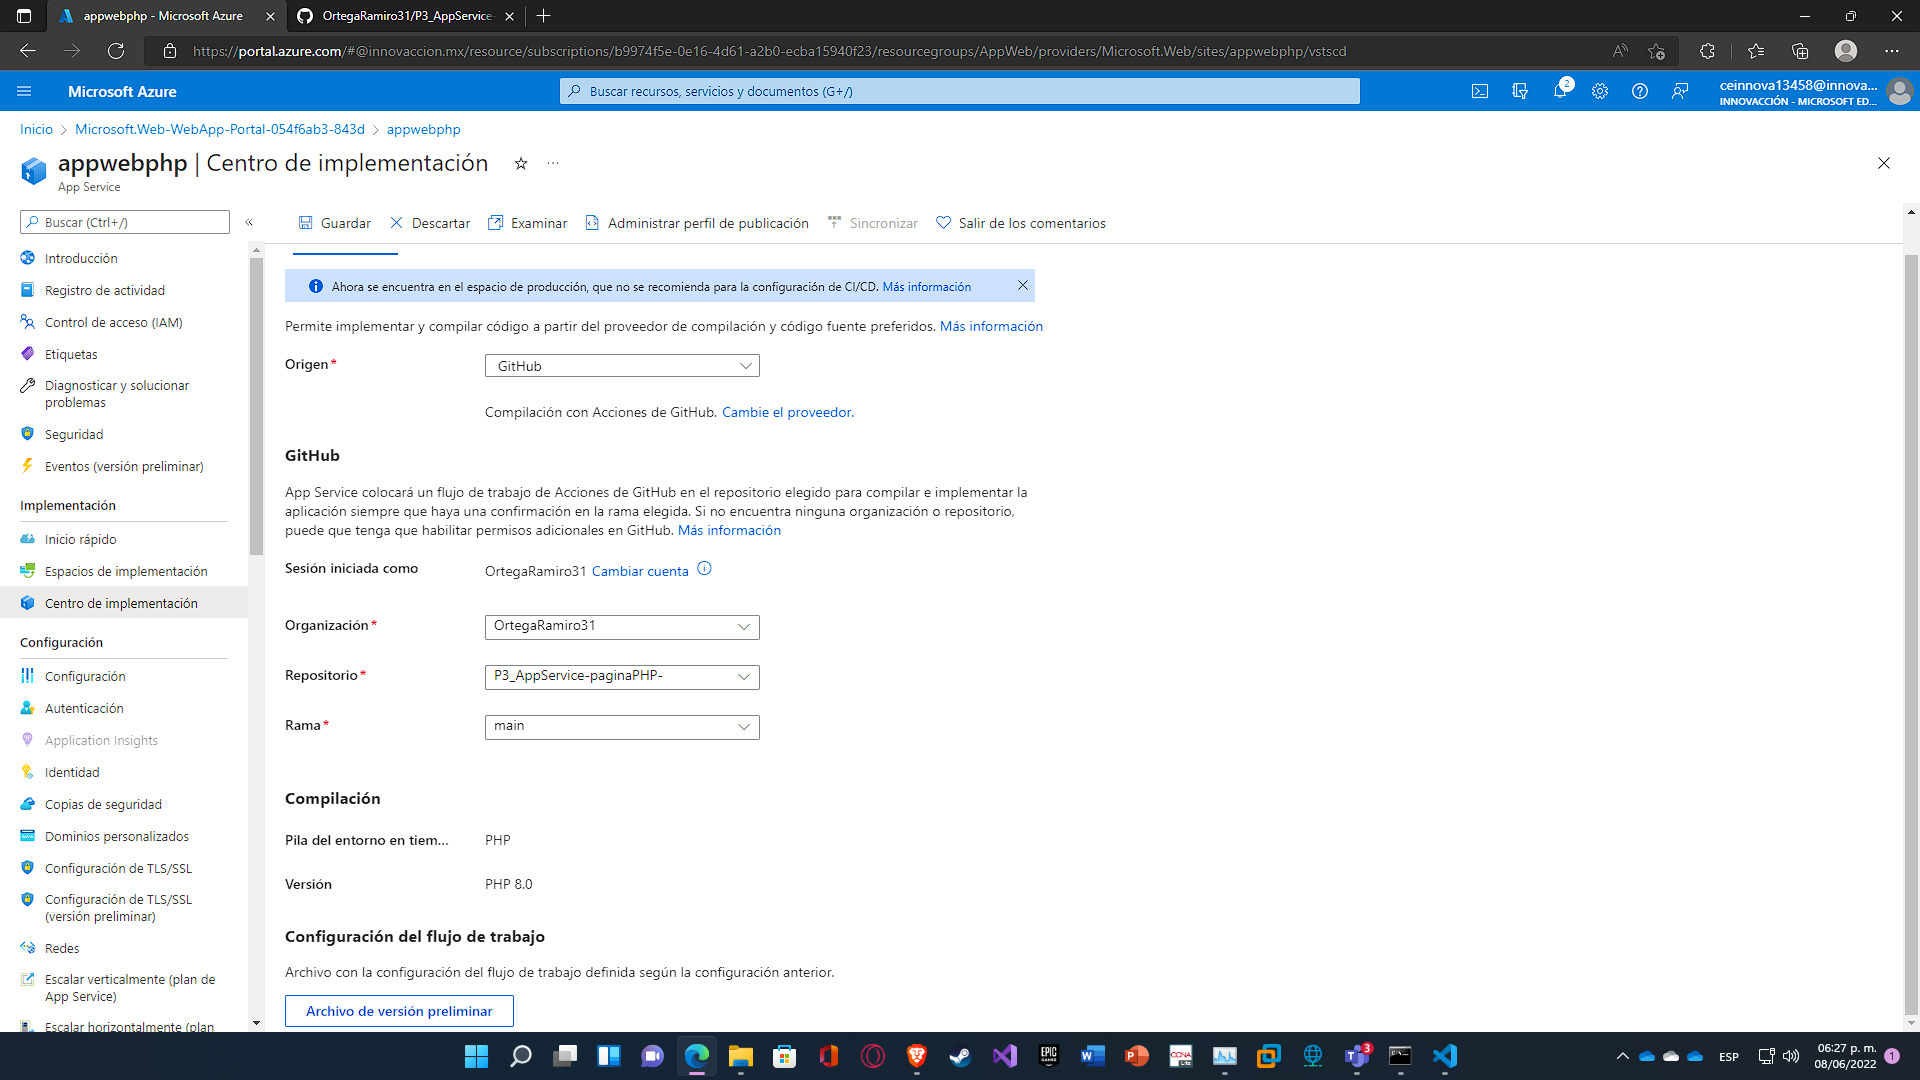 appwebphp - Microsoft Azure
OrtegaRamiro31/P3_AppService-
https://portal.azure.com/#@innovaccion.mx/resource/subscriptions/b9974f5e-0e16-4d61-a2b0-ecba15940f23/resourcegroups/AppWeb/providers/Microsoft.Web/sites/appwebphp/vstscd
Microsoft Azure
Buscar recursos, servicios y documentos (G+/)
2
ceinnova13458@innova...
INNOVACCIÓN - MICROSOFT ED...
Inicio > Microsoft.Web-WebApp-Portal-054f6ab3-843d > appwebphp
appwebphp | Centro de implementación
App Service
Buscar (Ctrl+/)
Guardar
Descartar
Examinar
Administrar perfil de publicación
Sincronizar
Salir de los comentarios
Introducción
Registro de actividad
Control de acceso (IAM)
Etiquetas
Diagnosticar y solucionar
problemas
Seguridad
Eventos (versión preliminar)
Implementación
Inicio rápido
Espacios de implementación
Centro de implementación
Configuración
Configuración
Autenticación
Application Insights
Identidad
Copias de seguridad
Dominios personalizados
Configuración de TLS/SSL
Configuración de TLS/SSL
(versión preliminar)
Redes
Escalar verticalmente (plan de
App Service)
Escalar horizontalmente (plan
Ahora se encuentra en el espacio de producción, que no se recomienda para la configuración de CI/CD. Más información
Permite implementar y compilar código a partir del proveedor de compilación y código fuente preferidos. Más información
Origen*
GitHub
Compilación con Acciones de GitHub. Cambie el proveedor.
GitHub
App Service colocará un flujo de trabajo de Acciones de GitHub en el repositorio elegido para compilar e implementar la
aplicación siempre que haya una confirmación en la rama elegida. Si no encuentra ninguna organización o repositorio,
puede que tenga que habilitar permisos adicionales en GitHub. Más información
Sesión iniciada como
OrtegaRamiro31 Cambiar cuenta
Organización*
OrtegaRamiro31
Repositorio*
P3_AppService-paginaPHP-
Rama*
main
Compilación
Pila del entorno en tiem...
PHP
Versión
PHP 8.0
Configuración del flujo de trabajo
Archivo con la configuración del flujo de trabajo definida según la configuración anterior.
Archivo de versión preliminar
EPIC
GAMES
CCNA
3
ESP
06:27 p. m.
08/06/2022
1